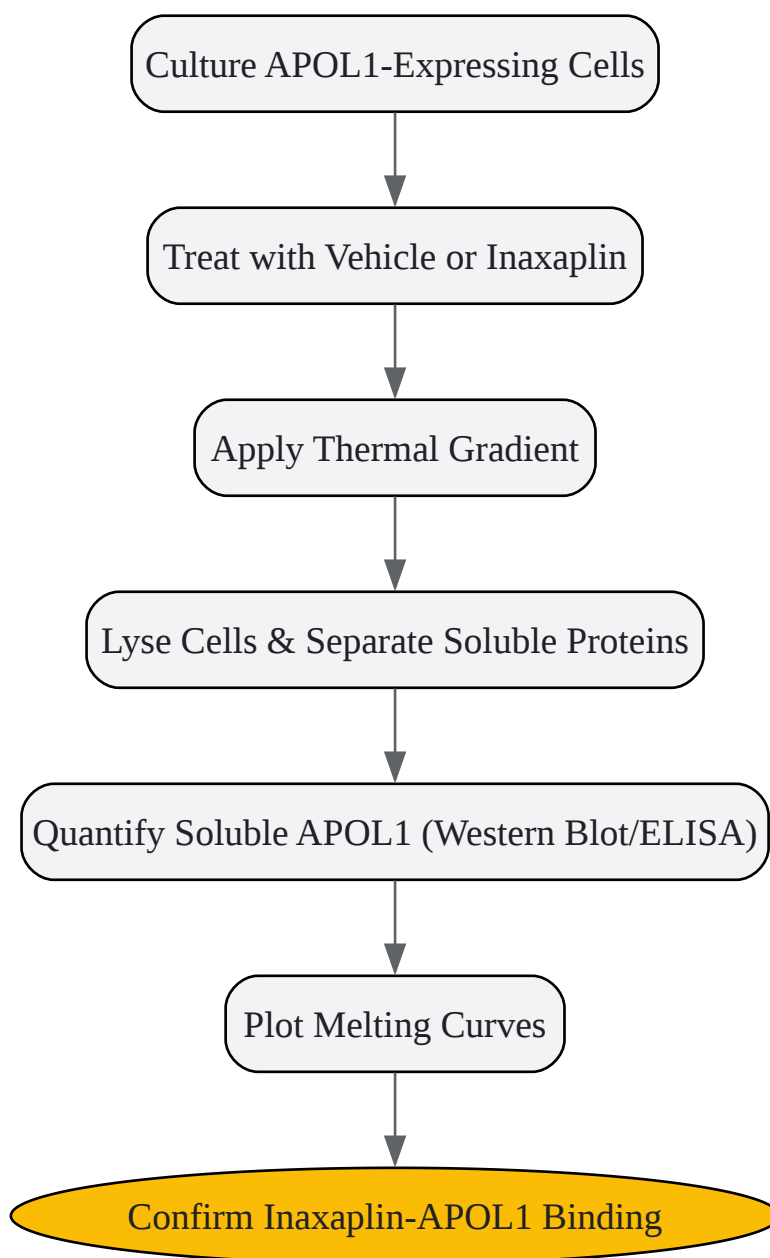 Culture APOL1-Expressing Cells
Treat with Vehicle or Inaxaplin
Apply Thermal Gradient
Lyse Cells & Separate Soluble Proteins
Quantify Soluble APOL1 (Western Blot/ELISA)
Plot Melting Curves
Confirm Inaxaplin-APOL1 Binding